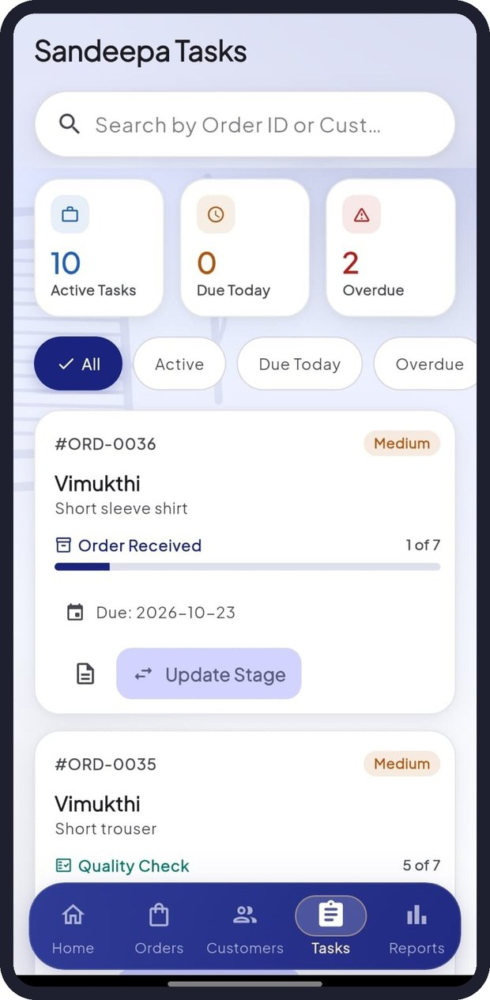 Sandeepa Tasks
Search by Order ID or Cust...
10
Active Tasks
0
Due Today
2
Overdue
All
Active
Due Today
Overdue
#ORD-0036
Medium
Vimukthi
Short sleeve shirt
Order Received
1 of 7
Due: 2026-10-23
Update Stage
#ORD-0035
Medium
Vimukthi
Short trouser
Quality Check
5 of 7
Home
Orders
Customers
Tasks
Reports